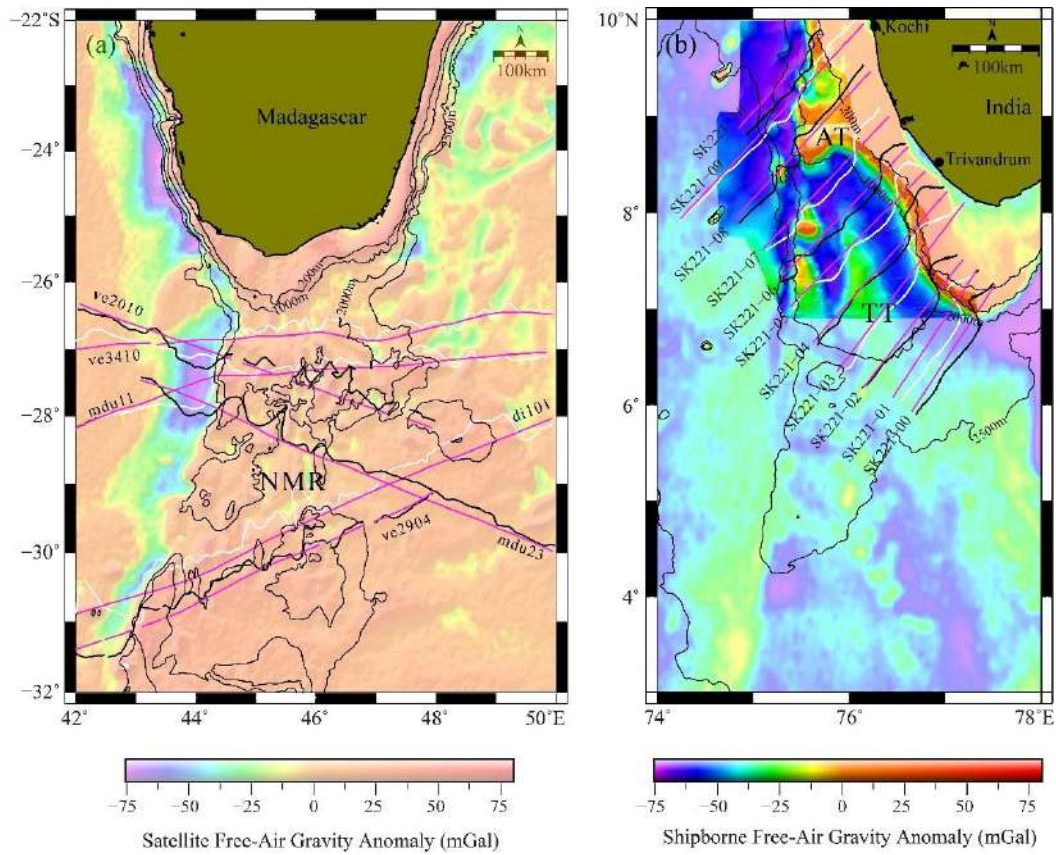 (a)
N
100km
Madagascar
2500m
200m
1000m
2000m
ve2010
ve3410
mdu11
di101
NMR
ve2904
mdu23
−22°S
−24°
−26°
−28°
−30°
−32°
42°
44°
46°
48°
50°E
−75
−50
−25
0
25
50
75
Satellite Free-Air Gravity Anomaly (mGal)
(b)
Kochi
N
100km
India
Trivandrum
200m
AT
1000m
SK221-09
SK221-08
SK221-07
SK221-06
TT
2000m
SK221-04
SK221-03
SK221-02
SK221-01
SK221-00
2500m
10°N
8°
6°
4°
74°
76°
78°E
−75
−50
−25
0
25
50
75
Shipborne Free-Air Gravity Anomaly (mGal)